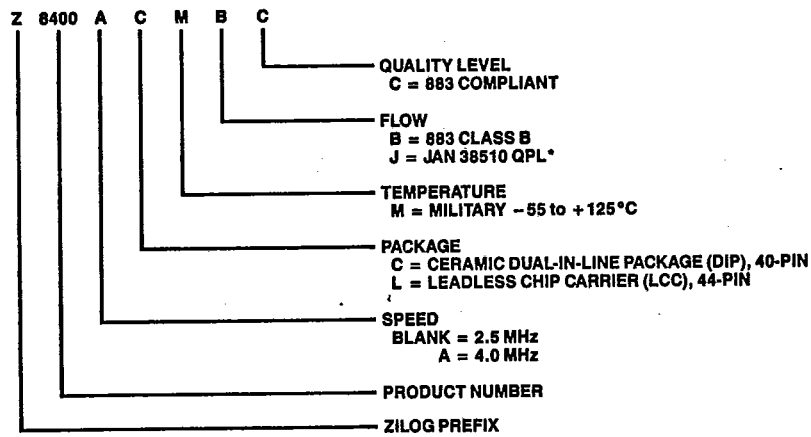 Z 8400 A C M B C
QUALITY LEVEL
C = 883 COMPLIANT
FLOW
B = 883 CLASS B
J = JAN 38510 QPL*
TEMPERATURE
M = MILITARY -55 to +125°C
PACKAGE
C = CERAMIC DUAL-IN-LINE PACKAGE (DIP), 40-PIN
L = LEADLESS CHIP CARRIER (LCC), 44-PIN
SPEED
BLANK = 2.5 MHz
A = 4.0 MHz
PRODUCT NUMBER
ZILOG PREFIX